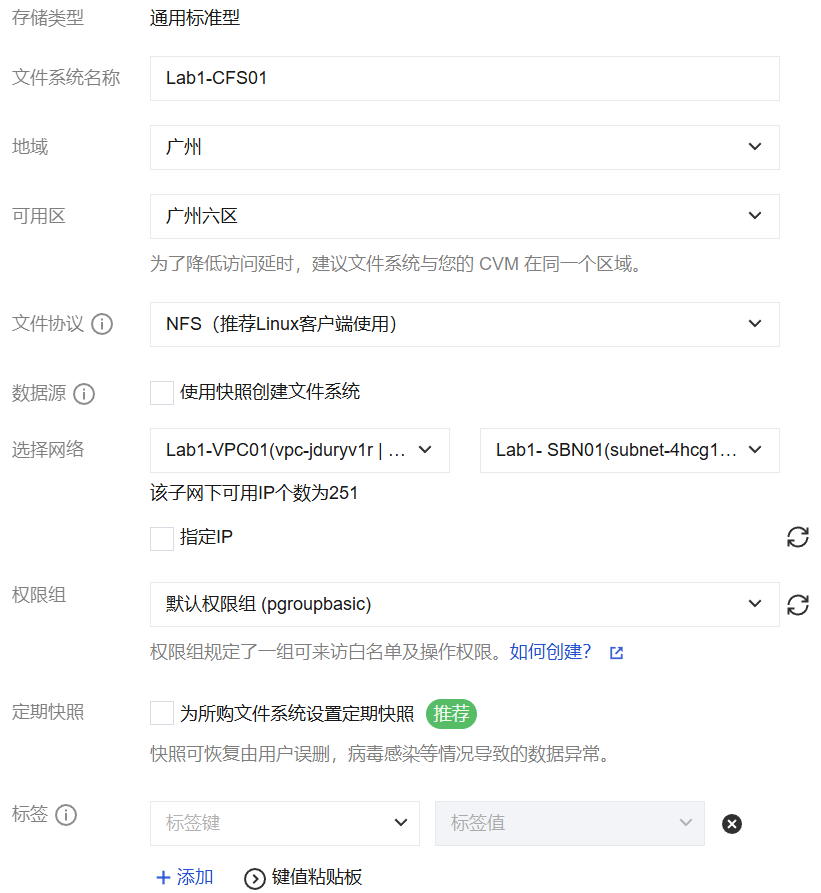 存储类型 通用标准型
文件系统名称 Lab1-CFS01
地域 广州
可用区 广州六区
为了降低访问延时，建议文件系统与您的 CVM 在同一个区域。
文件协议 NFS（推荐Linux客户端使用）
数据源 使用快照创建文件系统
选择网络 Lab1-VPC01(vpc-jduryv1r | ... Lab1- SBN01(subnet-4hcg1...
该子网下可用IP个数为251
指定IP
权限组 默认权限组 (pgroupbasic)
权限组规定了一组可来访白名单及操作权限。如何创建？
定期快照 为所购文件系统设置定期快照 推荐
快照可恢复由用户误删，病毒感染等情况导致的数据异常。
标签 标签键 标签值
+ 添加 键值粘贴板